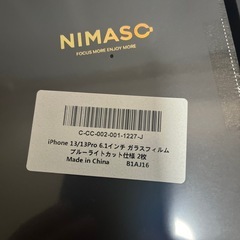 NIMASO
FOCUS MORE ENJOY MORE
C-CC-002-001-1227-J
iPhone 13/13Pro 6.1インチ ガラスフィルム
ブルーライトカット仕様 2枚
Made in China B1AJ16